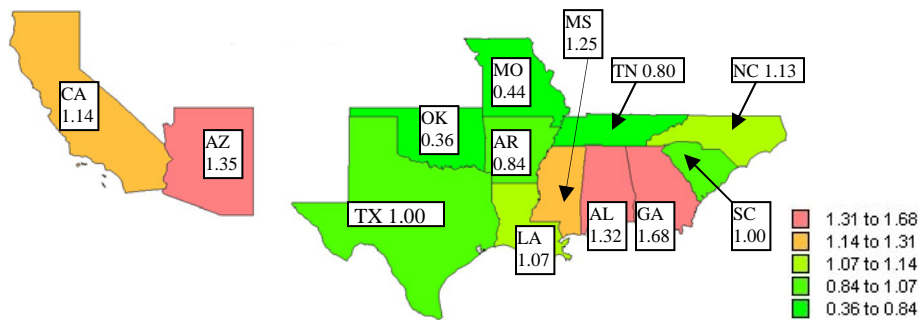 MS
1.25
MO
0.44
TN 0.80
NC 1.13
CA
1.14
OK
0.36
AZ
1.35
AR
0.84
TX 1.00
LA
1.07
AL
1.32
GA
1.68
SC
1.00
1.31 to 1.68
1.14 to 1.31
1.07 to 1.14
0.84 to 1.07
0.36 to 0.84